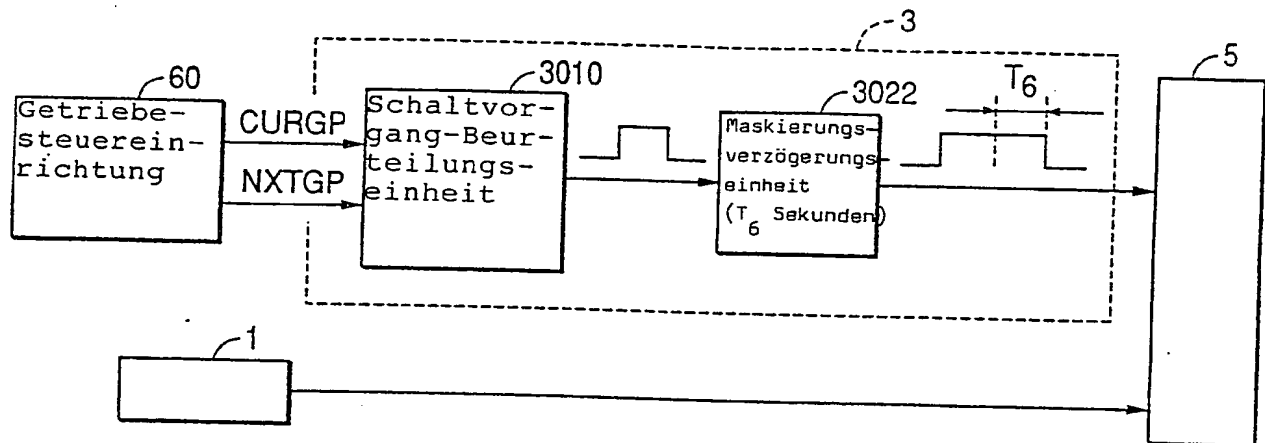 3
60
Getriebe-
steuerein-
richtung
CURGP
NXTGP
3010
Schaltvor-
gang-Beur-
teilungs-
einheit
3022
Maskierungs-
verzögerungs-
einheit
(T6 Sekunden)
T6
5
1